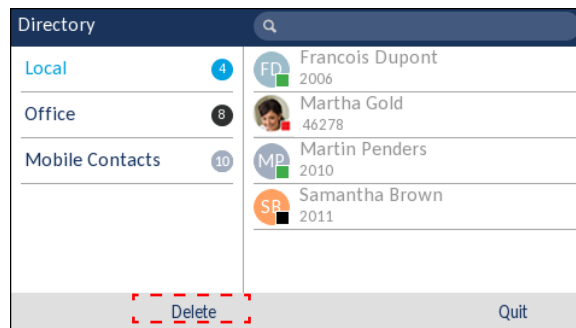 Directory
Local 4
Office 8
Mobile Contacts 10
FD Francois Dupont
2006
Martha Gold
46278
MP Martin Penders
2010
SB Samantha Brown
2011
Delete Quit